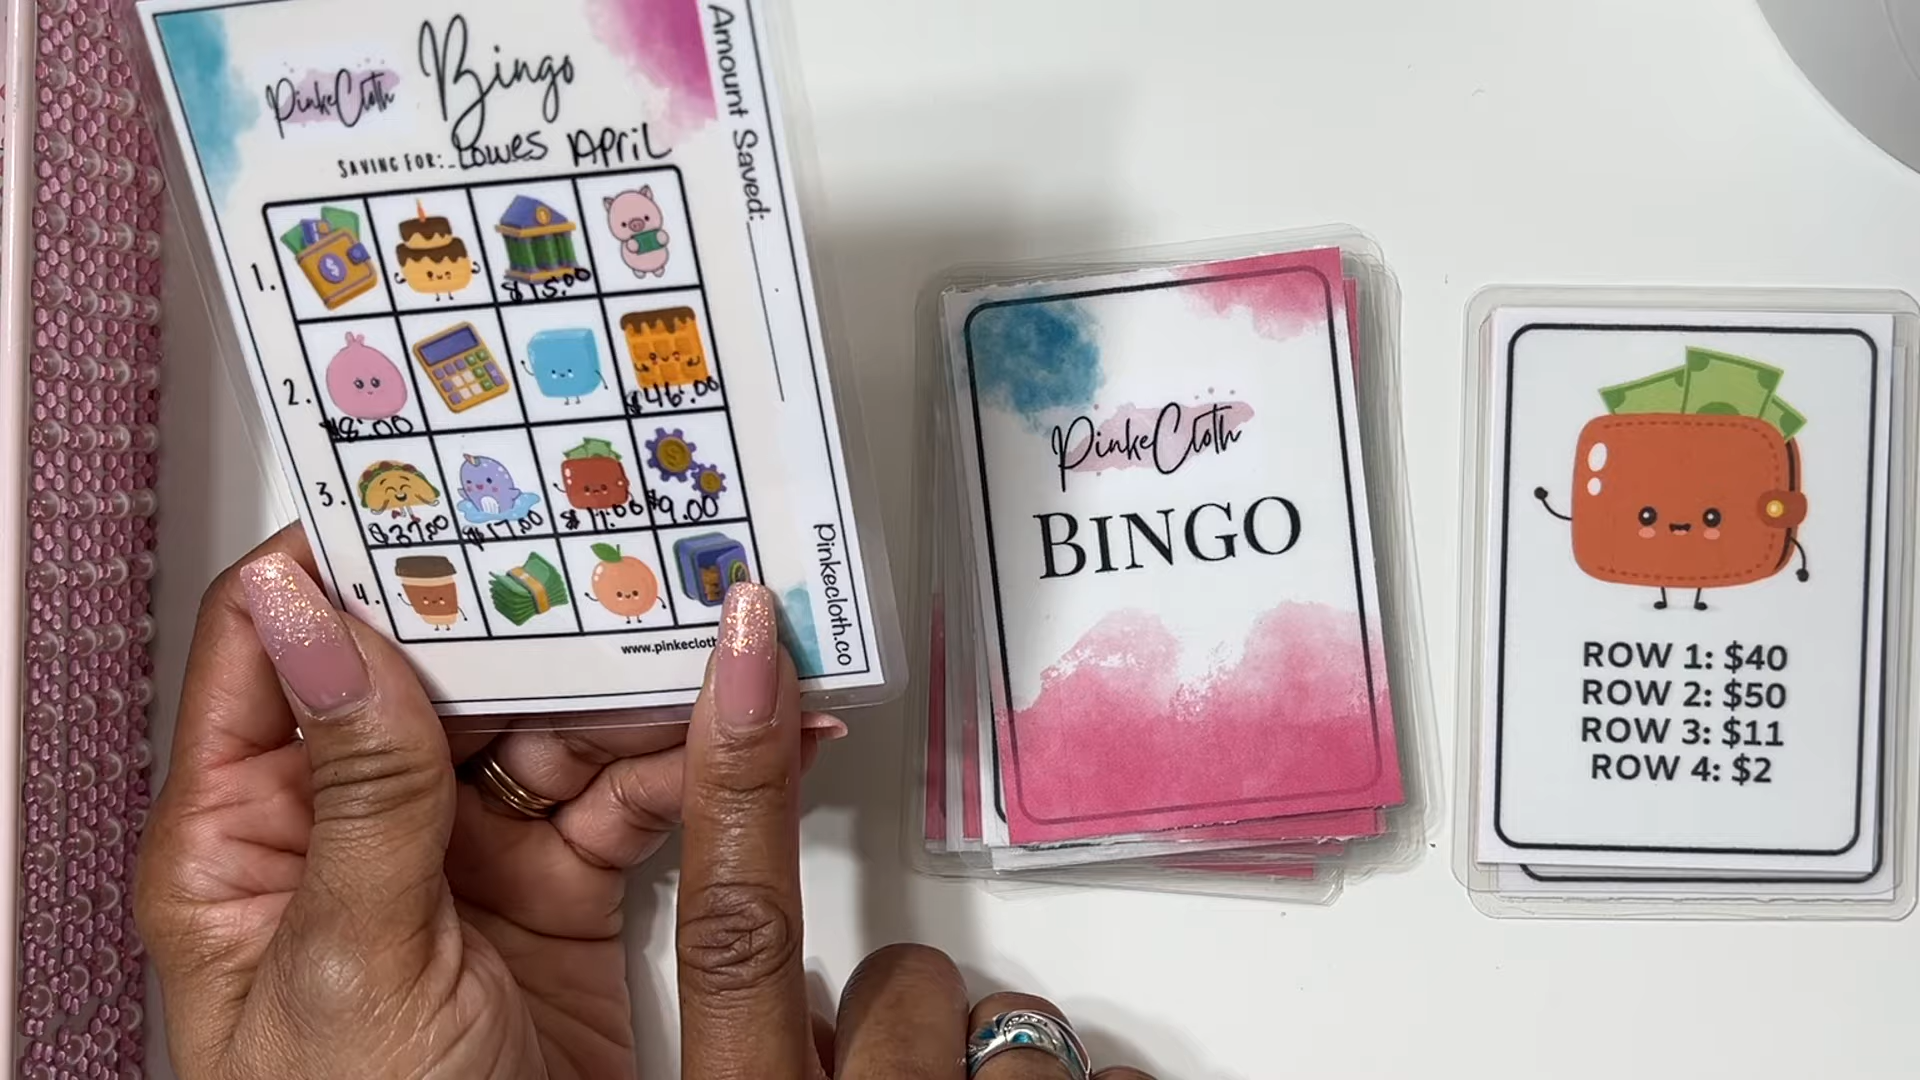 PinkeCloth Bingo
SAVING FOR: Lowes April
1.
$15.00
2.
$8.00
$46.00
3.
$37.00 $17.00 $11.00 $9.00
4.
www.pinkecloth
Amount Saved:
Pinkecloth.co
PinkeCloth
BINGO
ROW 1: $40
ROW 2: $50
ROW 3: $11
ROW 4: $2